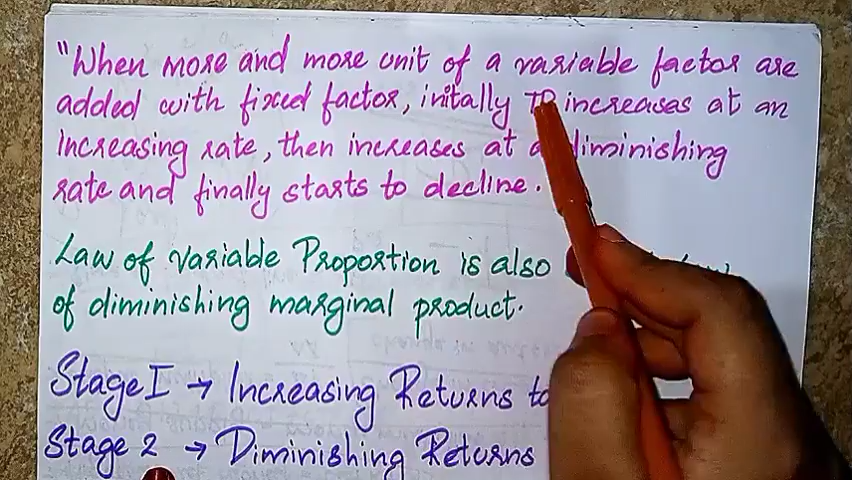 "When more and more unit of a variable factor are
added with fixed factor, initally TP increases at an
increasing rate, then increases at a diminishing
rate and finally starts to decline.
Law of variable Proportion is also
of diminishing marginal product.
Stage I → Increasing Returns to
Stage 2 → Diminishing Returns